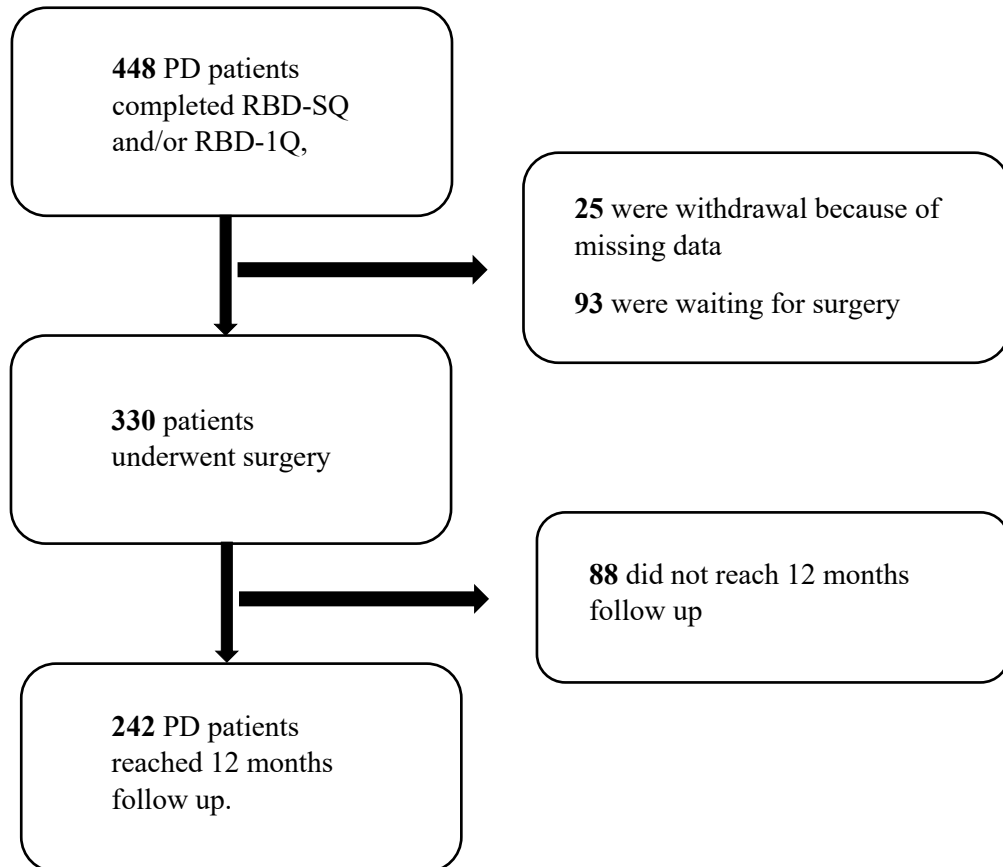 448 PD patients
completed RBD-SQ
and/or RBD-1Q,
25 were withdrawal because of
missing data
93 were waiting for surgery
330 patients
underwent surgery
88 did not reach 12 months
follow up
242 PD patients
reached 12 months
follow up.